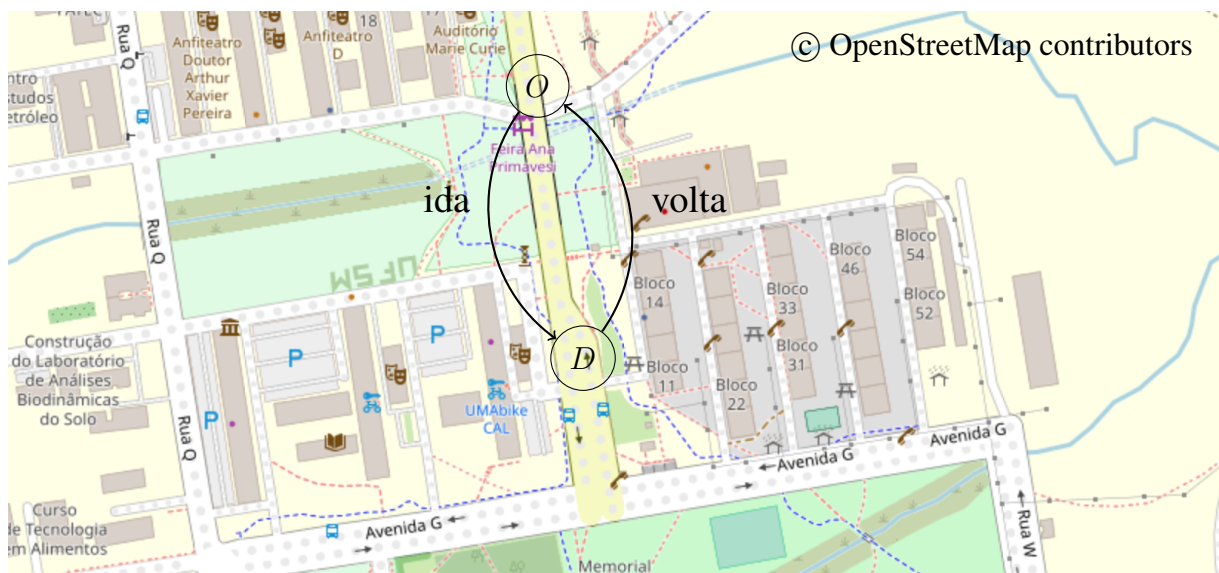 Rua Q
Anfiteatro
Doutor
Arthur
Xavier
Pereira
18
Anfiteatro
D
Auditório
Marie Curie
© OpenStreetMap contributors
O
Feira Ana
Primavesi
ida
volta
Rua Q
UFSM
Bloco
14
Bloco
33
Bloco
46
Bloco
54
Bloco
52
Bloco
31
Bloco
11
Bloco
22
D
Construção
do Laboratório
de Análises
Biodinâmicas
do Solo
P
P
P
UMAbike
CAL
Rua Q
Avenida G
Avenida G
Avenida G
Rua W
Curso
de Tecnologia
em Alimentos
Memorial